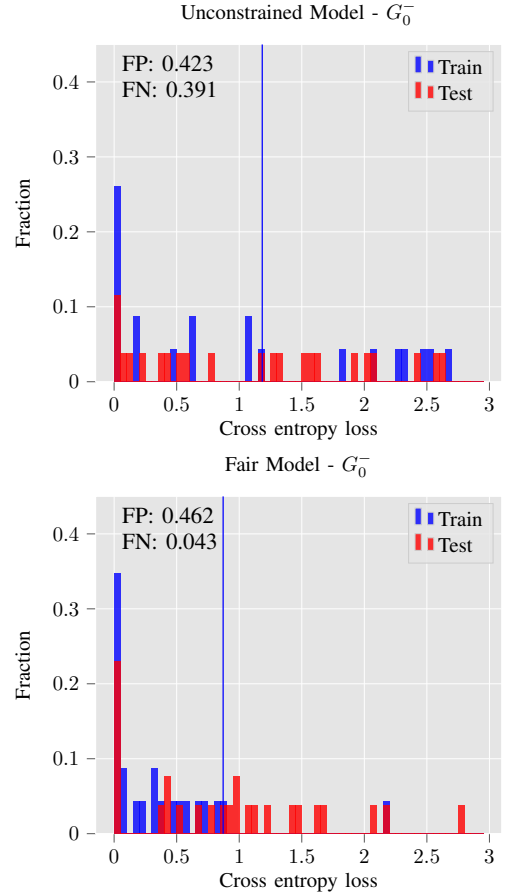 Unconstrained Model - $G_0^-$
FP: 0.423
FN: 0.391
Train
Test
0.4
0.3
0.2
0.1
0
Fraction
0 0.5 1 1.5 2 2.5 3
Cross entropy loss
Fair Model - $G_0^-$
FP: 0.462
FN: 0.043
Train
Test
0.4
0.3
0.2
0.1
0
Fraction
0 0.5 1 1.5 2 2.5 3
Cross entropy loss